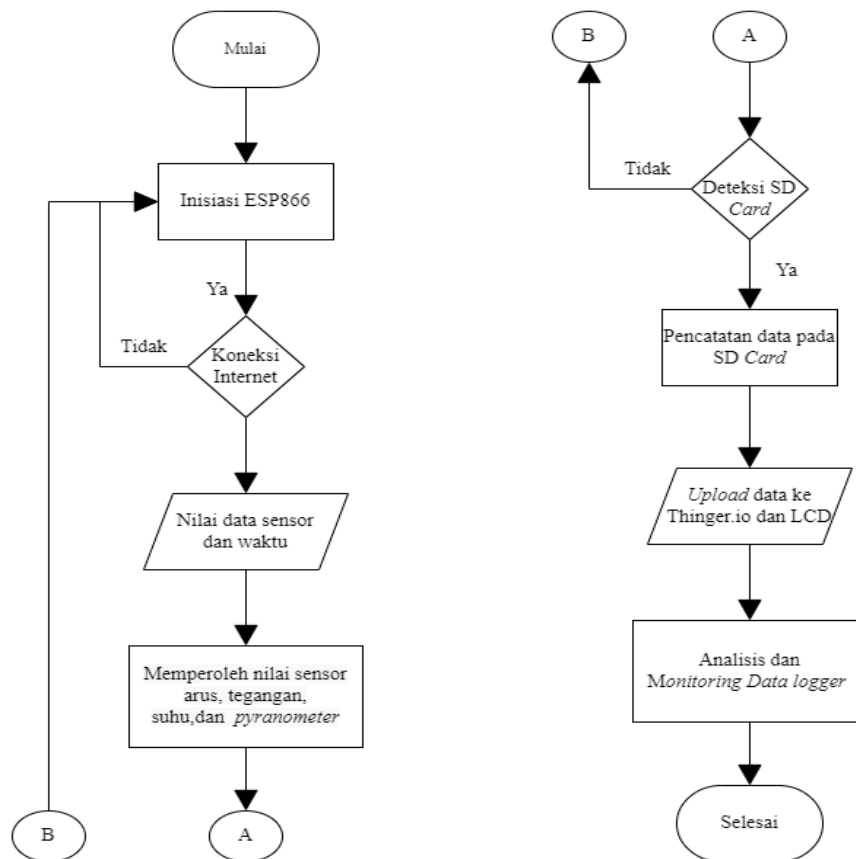 Mulai
Inisiasi ESP866
Ya
Tidak
Koneksi
Internet
Nilai data sensor
dan waktu
Memperoleh nilai sensor
arus, tegangan,
suhu,dan pyranometer
B
A
B
A
Tidak
Deteksi SD
Card
Ya
Pencatatan data pada
SD Card
Upload data ke
Thinger.io dan LCD
Analisis dan
Monitoring Data logger
Selesai